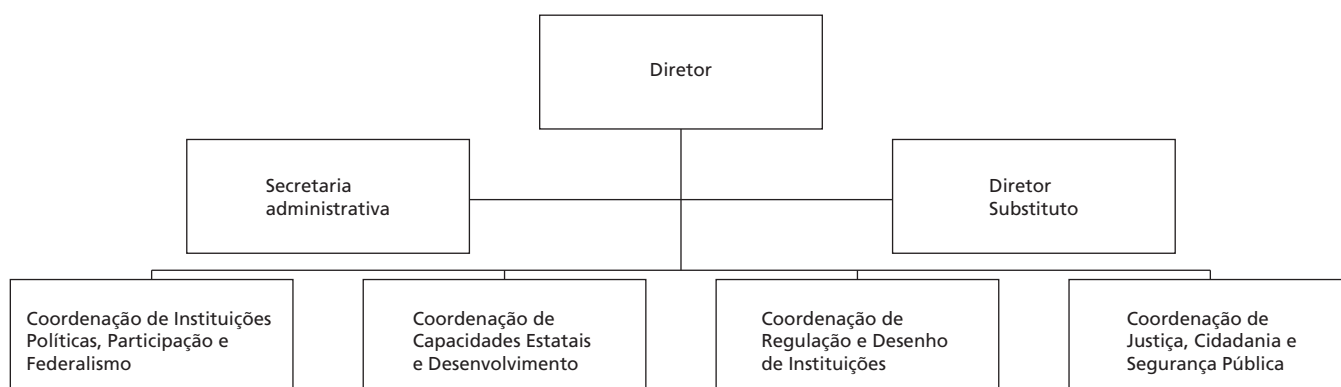 Diretor
Secretaria
administrativa
Diretor
Substituto
Coordenação de Instituições
Políticas, Participação e
Federalismo
Coordenação de
Capacidades Estatais
e Desenvolvimento
Coordenação de
Regulação e Desenho
de Instituições
Coordenação de
Justiça, Cidadania e
Segurança Pública